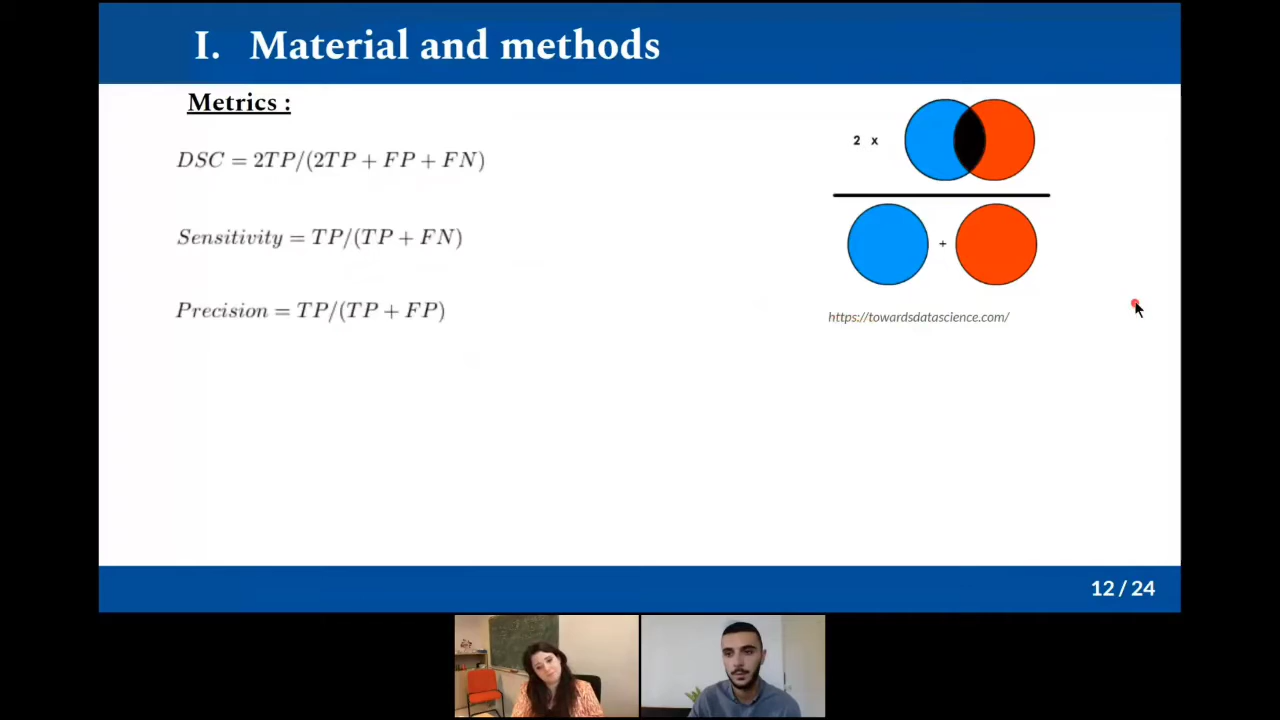 I. Material and methods
Metrics :
DSC = 2TP/(2TP + FP + FN)
Sensitivity = TP/(TP + FN)
Precision = TP/(TP + FP)
2 x
+
https://towardsdatascience.com/
12 / 24